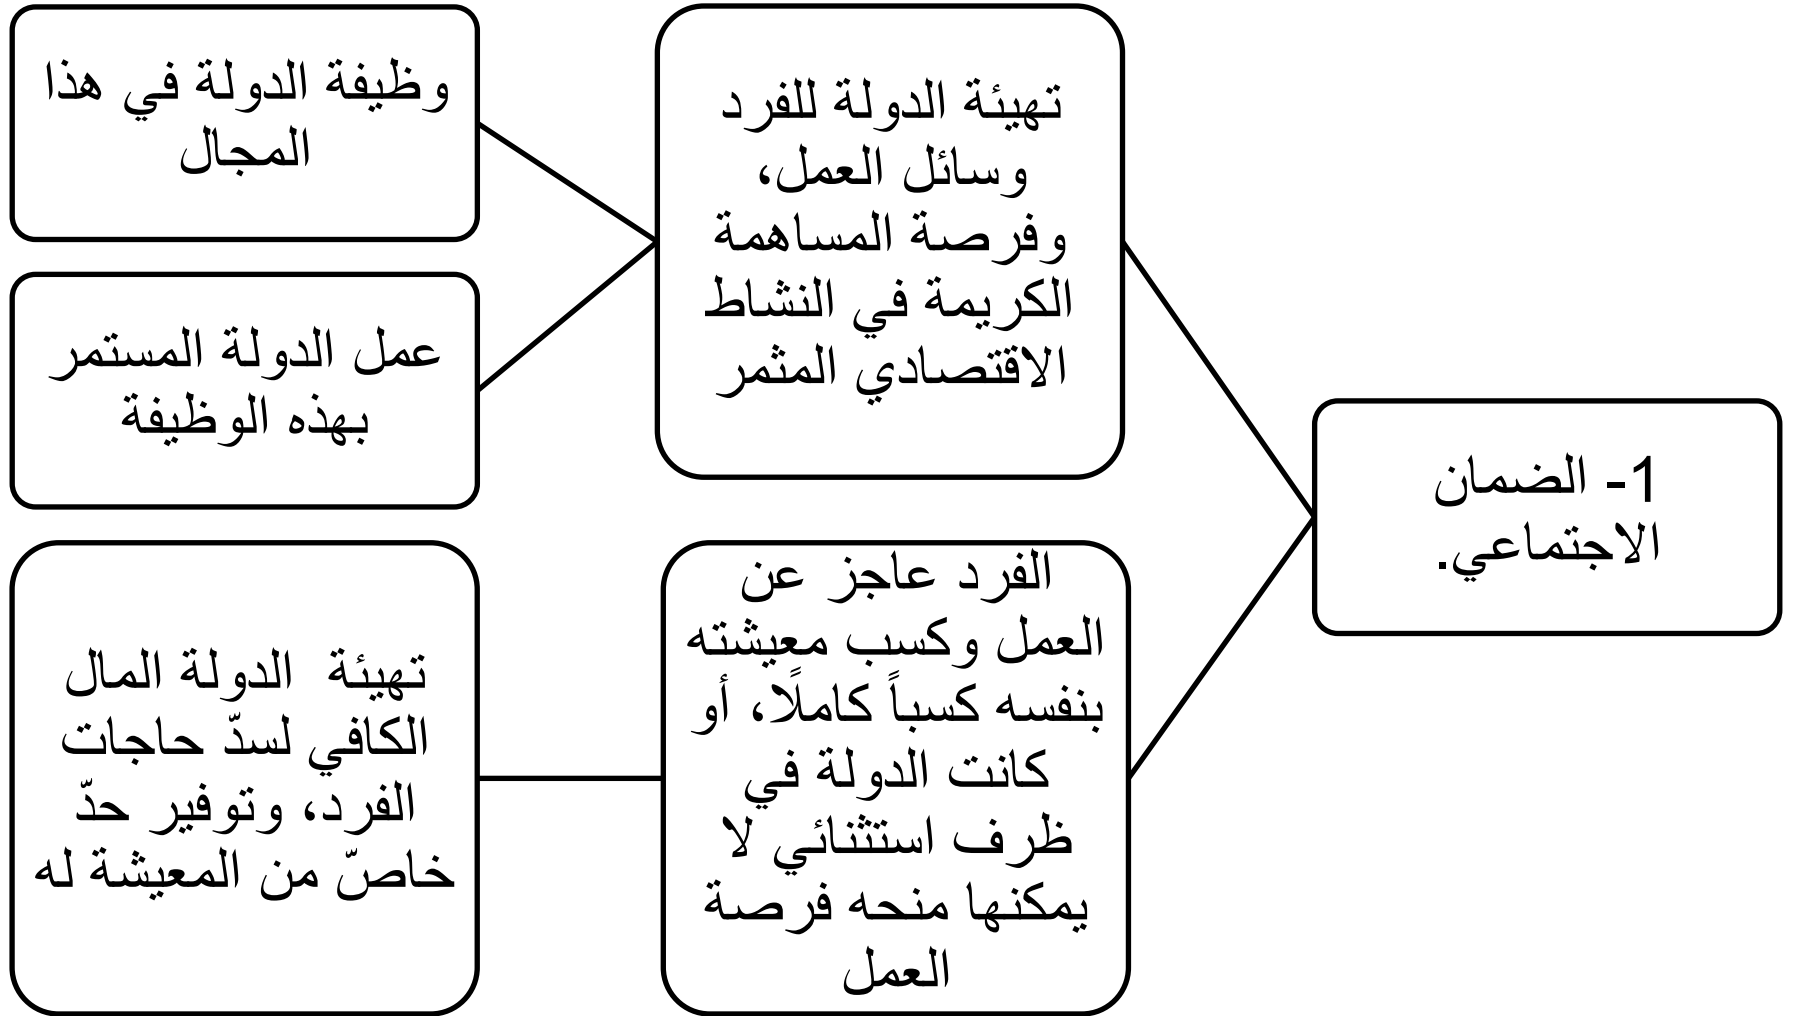 1- الضمان
الاجتماعي.
تهيئة الدولة للفرد
وسائل العمل،
وفرصة المساهمة
الكريمة في النشاط
الاقتصادي المثمر
وظيفة الدولة في هذا
المجال
عمل الدولة المستمر
بهذه الوظيفة
الفرد عاجز عن
العمل وكسب معيشته
بنفسه كسباً كاملًا، أو
كانت الدولة في
ظرف استثنائي لا
يمكنها منحه فرصة
العمل
تهيئة الدولة المال
الكافي لسدّ حاجات
الفرد، وتوفير حدّ
خاصّ من المعيشة له